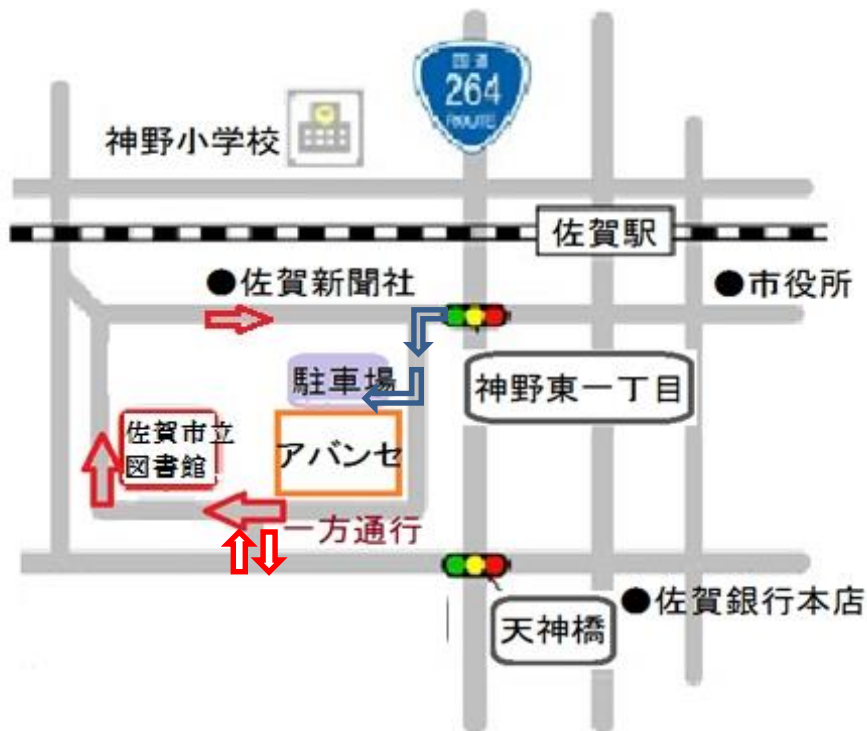 国道
264
ROUTE
神野小学校
佐賀駅
●佐賀新聞社
●市役所
駐車場
神野東一丁目
佐賀市立
図書館
アバンセ
一方通行
●佐賀銀行本店
天神橋